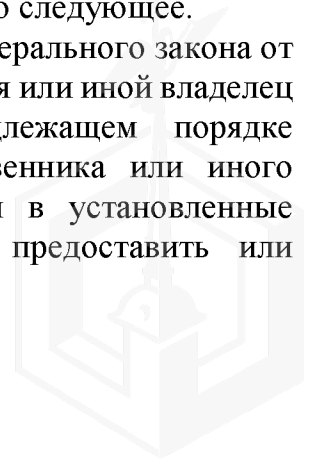 о следующее.
ерального закона от
я или иной владелец
длежащем порядке
венника или иного
в установленные
предоставить или